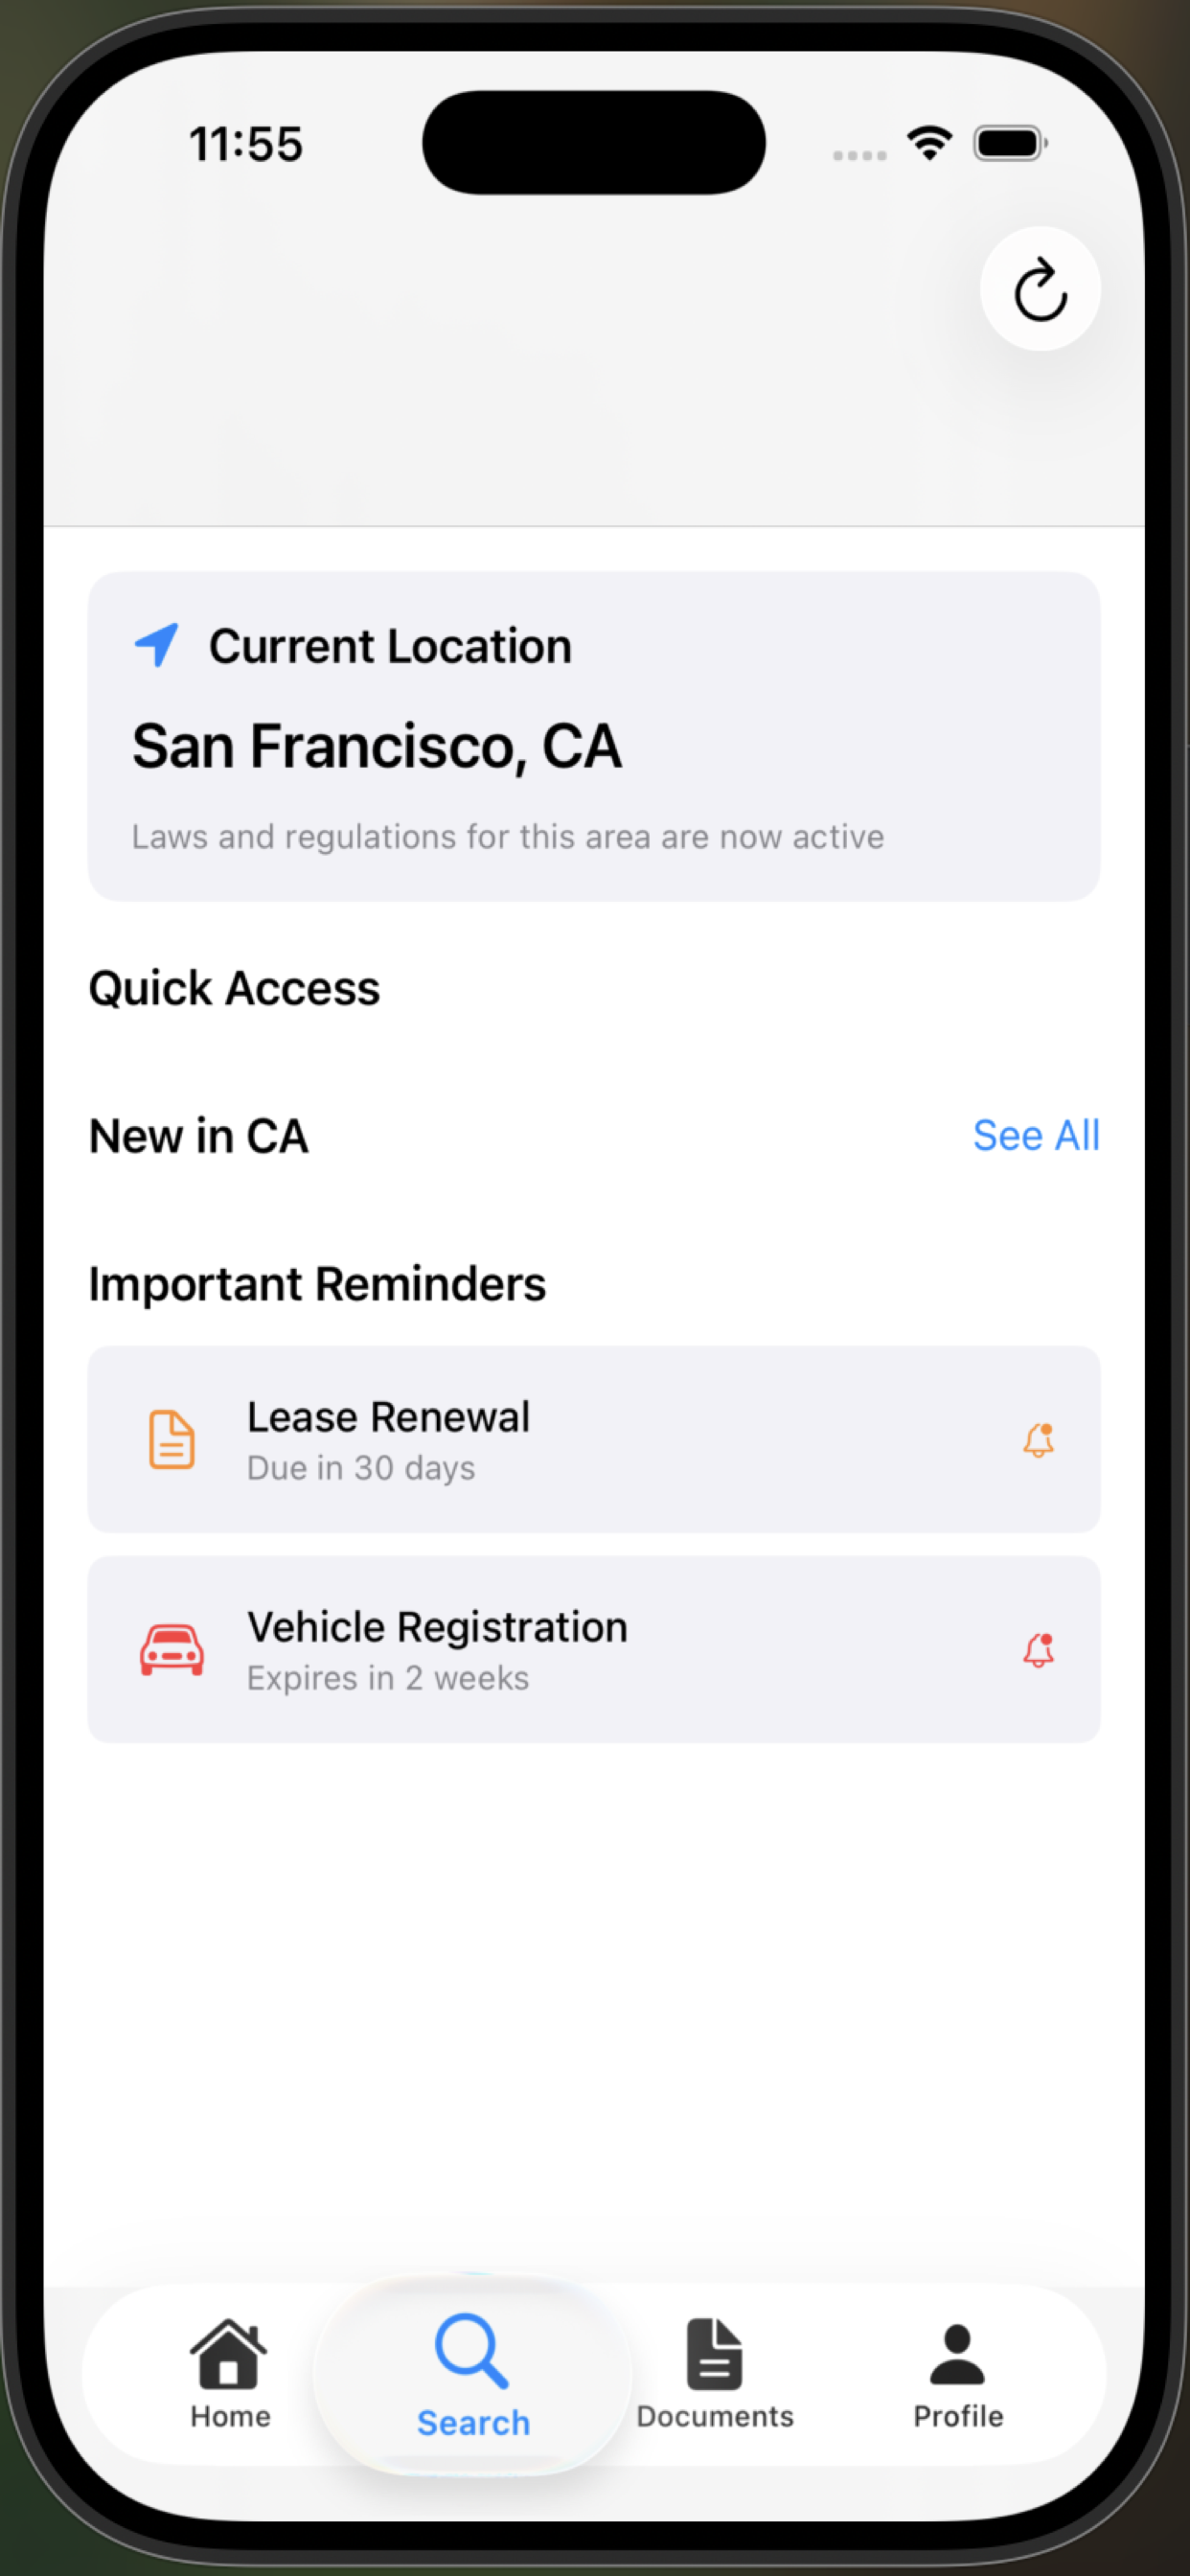 11:55
Current Location
San Francisco, CA
Laws and regulations for this area are now active
Quick Access
New in CA
See All
Important Reminders
Lease Renewal
Due in 30 days
Vehicle Registration
Expires in 2 weeks
Home
Search
Documents
Profile